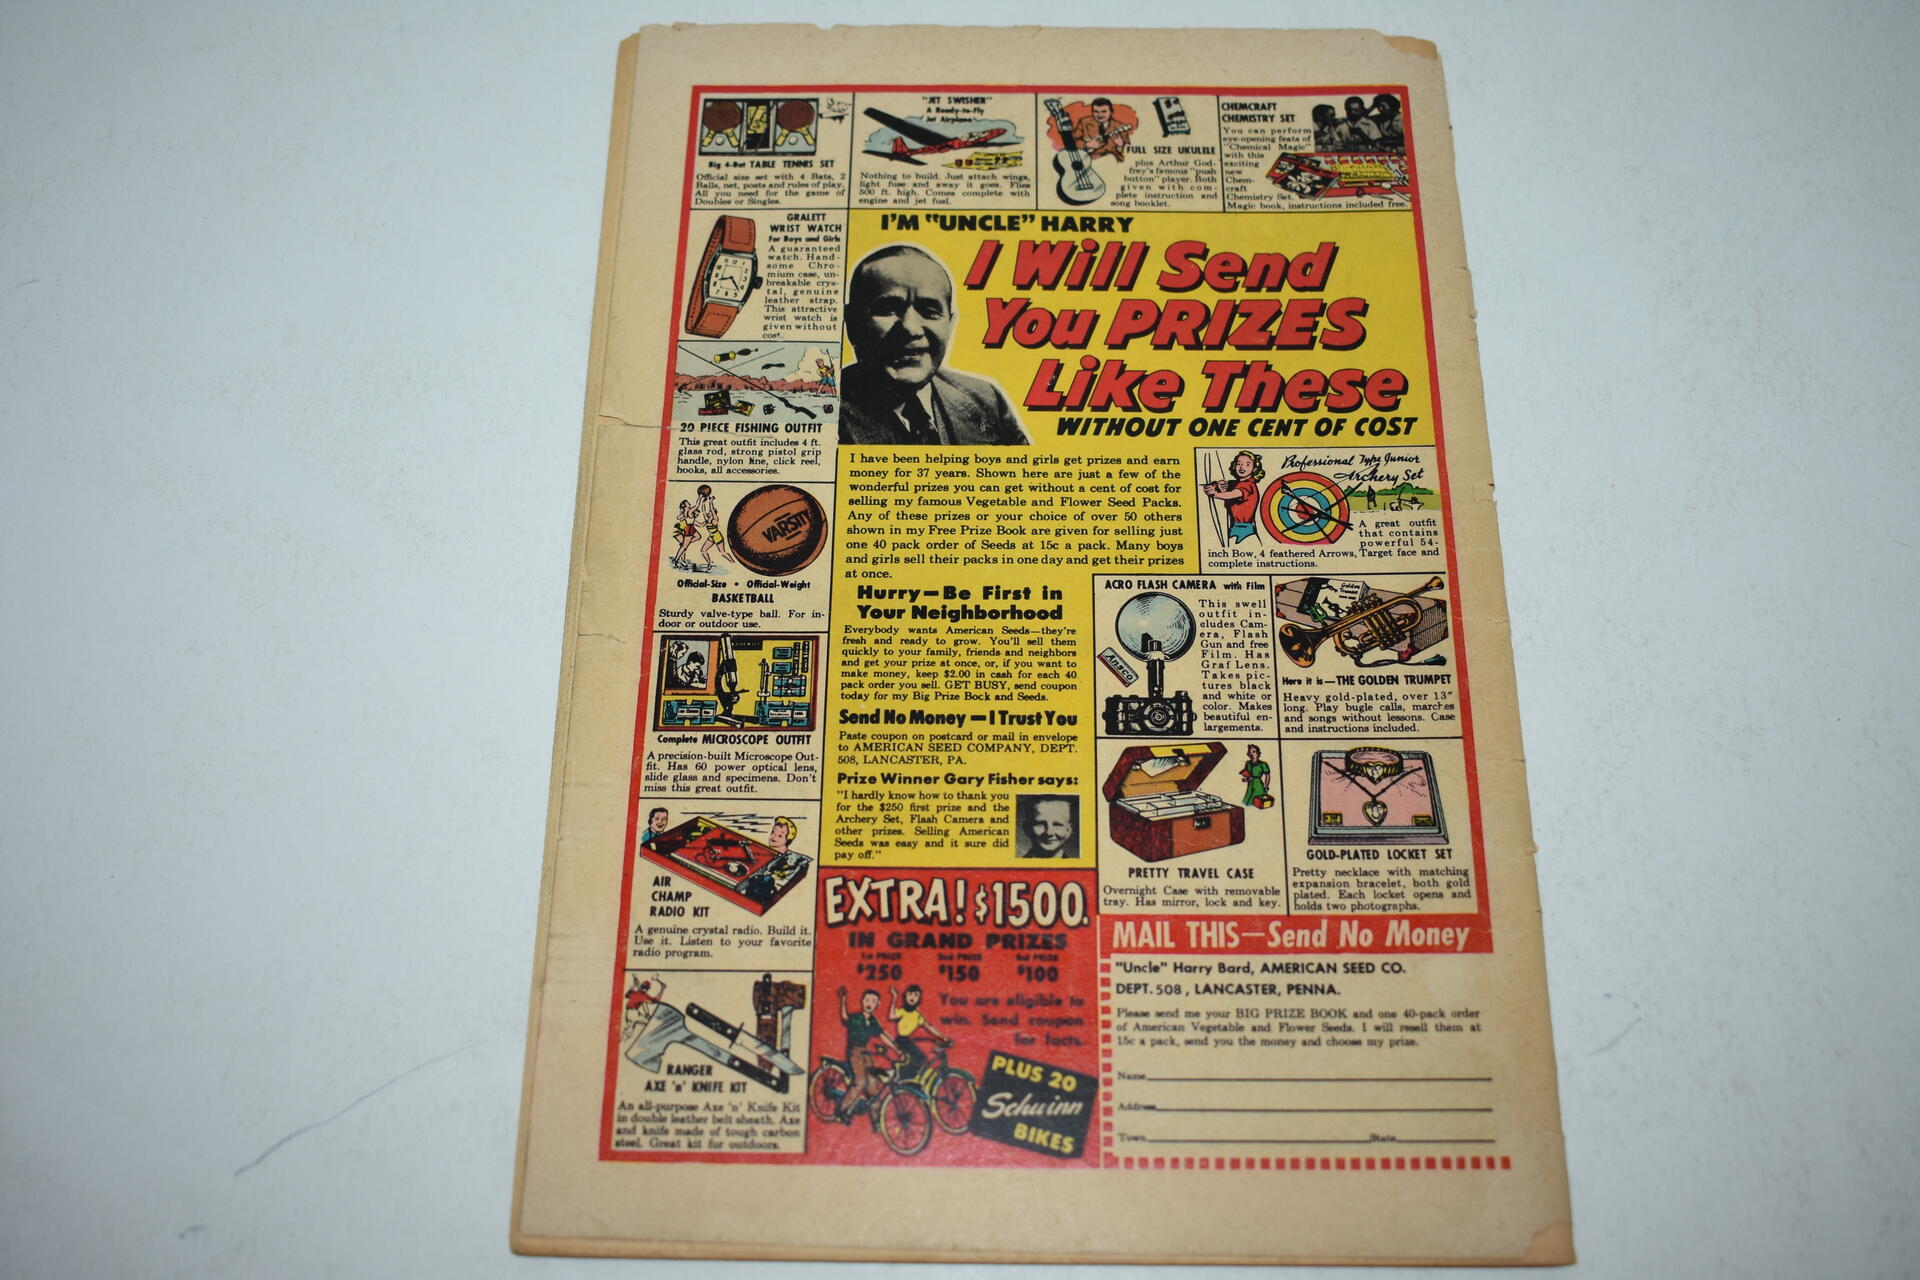 Big 4-Bat TABLE TENNIS SET
Official size set with 4 Bats, 2
Balls, net, posts and rules of play.
All you need for the game of
Doubles or Singles.
"JET SWISHER"
A Ready-to-Fly
Jet Airplane
Nothing to build. Just attach wings,
light fuse and away it goes. Flies
500 ft. high. Comes complete with
engine and jet fuel.
FULL SIZE UKULELE
plus Arthur God-
frey's famous "push
button" player. Both
given with com-
plete instruction and
song booklet.
CHEMCRAFT
CHEMISTRY SET
You can perform
eye-opening feats of
"Chemical Magic"
with this
exciting
new
Chem-
craft
Chemistry Set.
Magic book, instructions included free.
GRALETT
WRIST WATCH
For Boys and Girls
A guaranteed
watch. Hand-
some Chro-
mium case, un-
breakable crys-
tal, genuine
leather strap.
This attractive
wrist watch is
given without
cost.
I'M "UNCLE" HARRY
I Will Send
You PRIZES
Like These
WITHOUT ONE CENT OF COST
20 PIECE FISHING OUTFIT
This great outfit includes 4 ft.
glass rod, strong pistol grip
handle, nylon line, click reel,
hooks, all accessories.
I have been helping boys and girls get prizes and earn
money for 37 years. Shown here are just a few of the
wonderful prizes you can get without a cent of cost for
selling my famous Vegetable and Flower Seed Packs.
Any of these prizes or your choice of over 50 others
shown in my Free Prize Book are given for selling just
one 40 pack order of Seeds at 15c a pack. Many boys
and girls sell their packs in one day and get their prizes
at once.
Professional Type Junior
Archery Set
A great outfit
that contains
powerful 54-
inch Bow, 4 feathered Arrows, Target face and
complete instructions.
VARSITY
Official-Size • Official-Weight
BASKETBALL
Sturdy valve-type ball. For in-
door or outdoor use.
Hurry—Be First in
Your Neighborhood
Everybody wants American Seeds—they're
fresh and ready to grow. You'll sell them
quickly to your family, friends and neighbors
and get your prize at once, or, if you want to
make money, keep $2.00 in cash for each 40
pack order you sell. GET BUSY, send coupon
today for my Big Prize Book and Seeds.
Send No Money—I Trust You
Paste coupon on postcard or mail in envelope
to AMERICAN SEED COMPANY, DEPT.
508, LANCASTER, PA.
Prize Winner Gary Fisher says:
"I hardly know how to thank you
for the $250 first prize and the
Archery Set, Flash Camera and
other prizes. Selling American
Seeds was easy and it sure did
pay off."
ACRO FLASH CAMERA with Film
Ansco
This swell
outfit in-
cludes Cam-
era, Flash
Gun and free
Film. Has
Graf Lens.
Takes pic-
tures black
and white or
color. Makes
beautiful en-
largements.
Golden
Trumpet
Here it is—THE GOLDEN TRUMPET
Heavy gold-plated, over 13"
long. Play bugle calls, marches
and songs without lessons. Case
and instructions included.
Complete MICROSCOPE OUTFIT
A precision-built Microscope Out-
fit. Has 60 power optical lens,
slide glass and specimens. Don't
miss this great outfit.
PRETTY TRAVEL CASE
Overnight Case with removable
tray. Has mirror, lock and key.
GOLD-PLATED LOCKET SET
Pretty necklace with matching
expansion bracelet, both gold
plated. Each locket opens and
holds two photographs.
AIR
CHAMP
RADIO KIT
A genuine crystal radio. Build it.
Use it. Listen to your favorite
radio program.
RANGER
AXE 'n' KNIFE KIT
An all-purpose Axe 'n' Knife Kit
in double leather belt sheath. Axe
and knife made of tough carbon
steel. Great kit for outdoors.
EXTRA! $1500.
IN GRAND PRIZES
1st PRIZE 2nd PRIZE 3rd PRIZE
$250 $150 $100
You are eligible to
win. Send coupon
for facts.
PLUS 20
Schwinn
BIKES
MAIL THIS—Send No Money
"Uncle" Harry Bard, AMERICAN SEED CO.
DEPT. 508, LANCASTER, PENNA.
Please send me your BIG PRIZE BOOK and one 40-pack order
of American Vegetable and Flower Seeds. I will resell them at
15c a pack, send you the money and choose my prize.
Name
Address
Town State